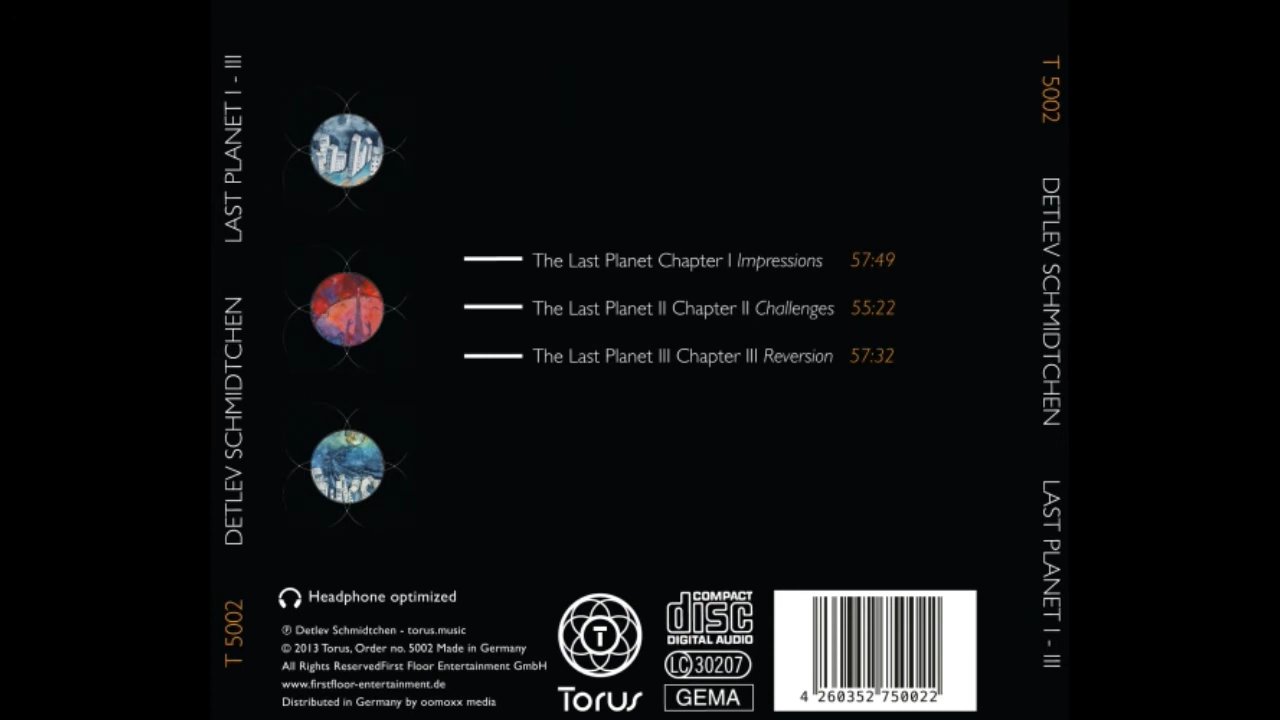 LAST PLANET I - III
DETLEV SCHMIDTCHEN
T 5002
The Last Planet Chapter I Impressions 57:49
The Last Planet II Chapter II Challenges 55:22
The Last Planet III Chapter III Reversion 57:32
Headphone optimized
℗ Detlev Schmidtchen - torus.music
© 2013 Torus, Order no. 5002 Made in Germany
All Rights ReservedFirst Floor Entertainment GmbH
www.firstfloor-entertainment.de
Distributed in Germany by oomoxx media
T
Torus
COMPACT
disc
DIGITAL AUDIO
LC 30207
GEMA
4 260352 750022
T 5002
DETLEV SCHMIDTCHEN
LAST PLANET I - III